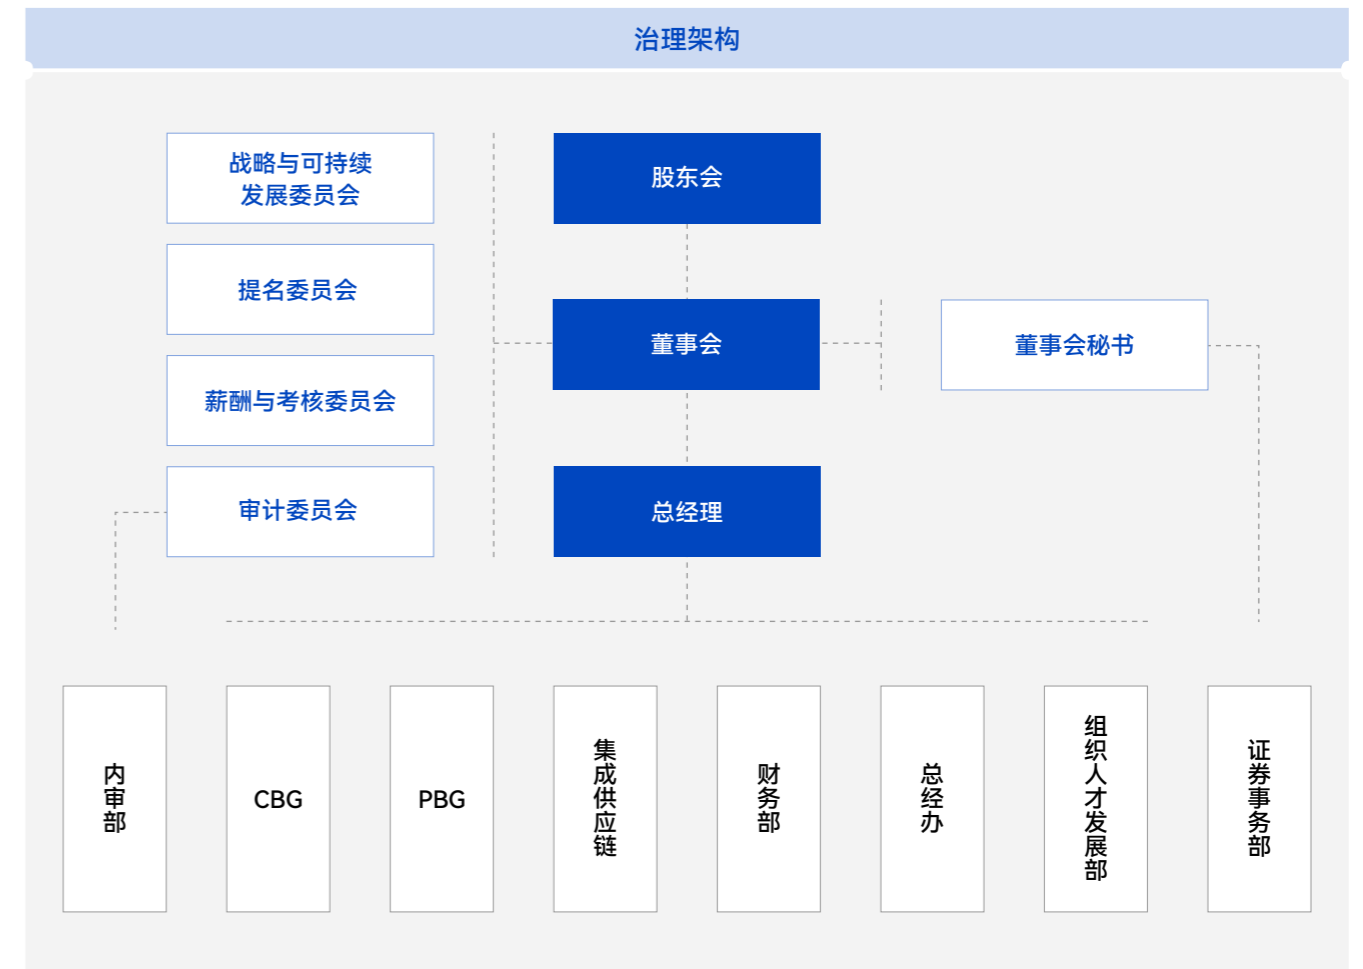 治理架构
战略与可持续
发展委员会
股东会
提名委员会
董事会
董事会秘书
薪酬与考核委员会
审计委员会
总经理
内审部
CBG
PBG
集成供应链
财务部
总经办
组织人才发展部
证券事务部